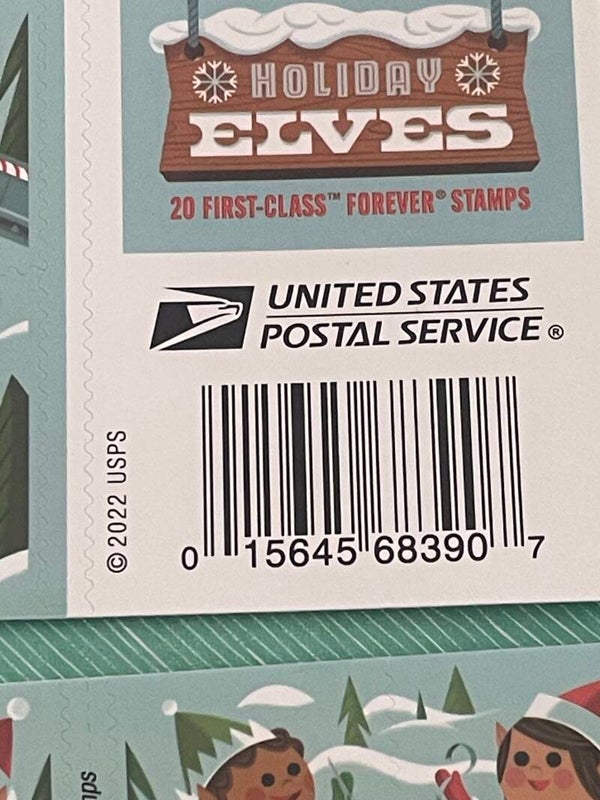 HOLIDAY
ELVES
20 FIRST-CLASS™ FOREVER® STAMPS
UNITED STATES
POSTAL SERVICE®
© 2022 USPS
0 15645 68390 7